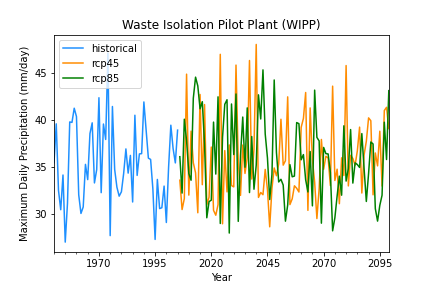 Waste Isolation Pilot Plant (WIPP)
Maximum Daily Precipitation (mm/day)
45
40
35
30
historical
rcp45
rcp85
1970 1995 2020 2045 2070 2095
Year